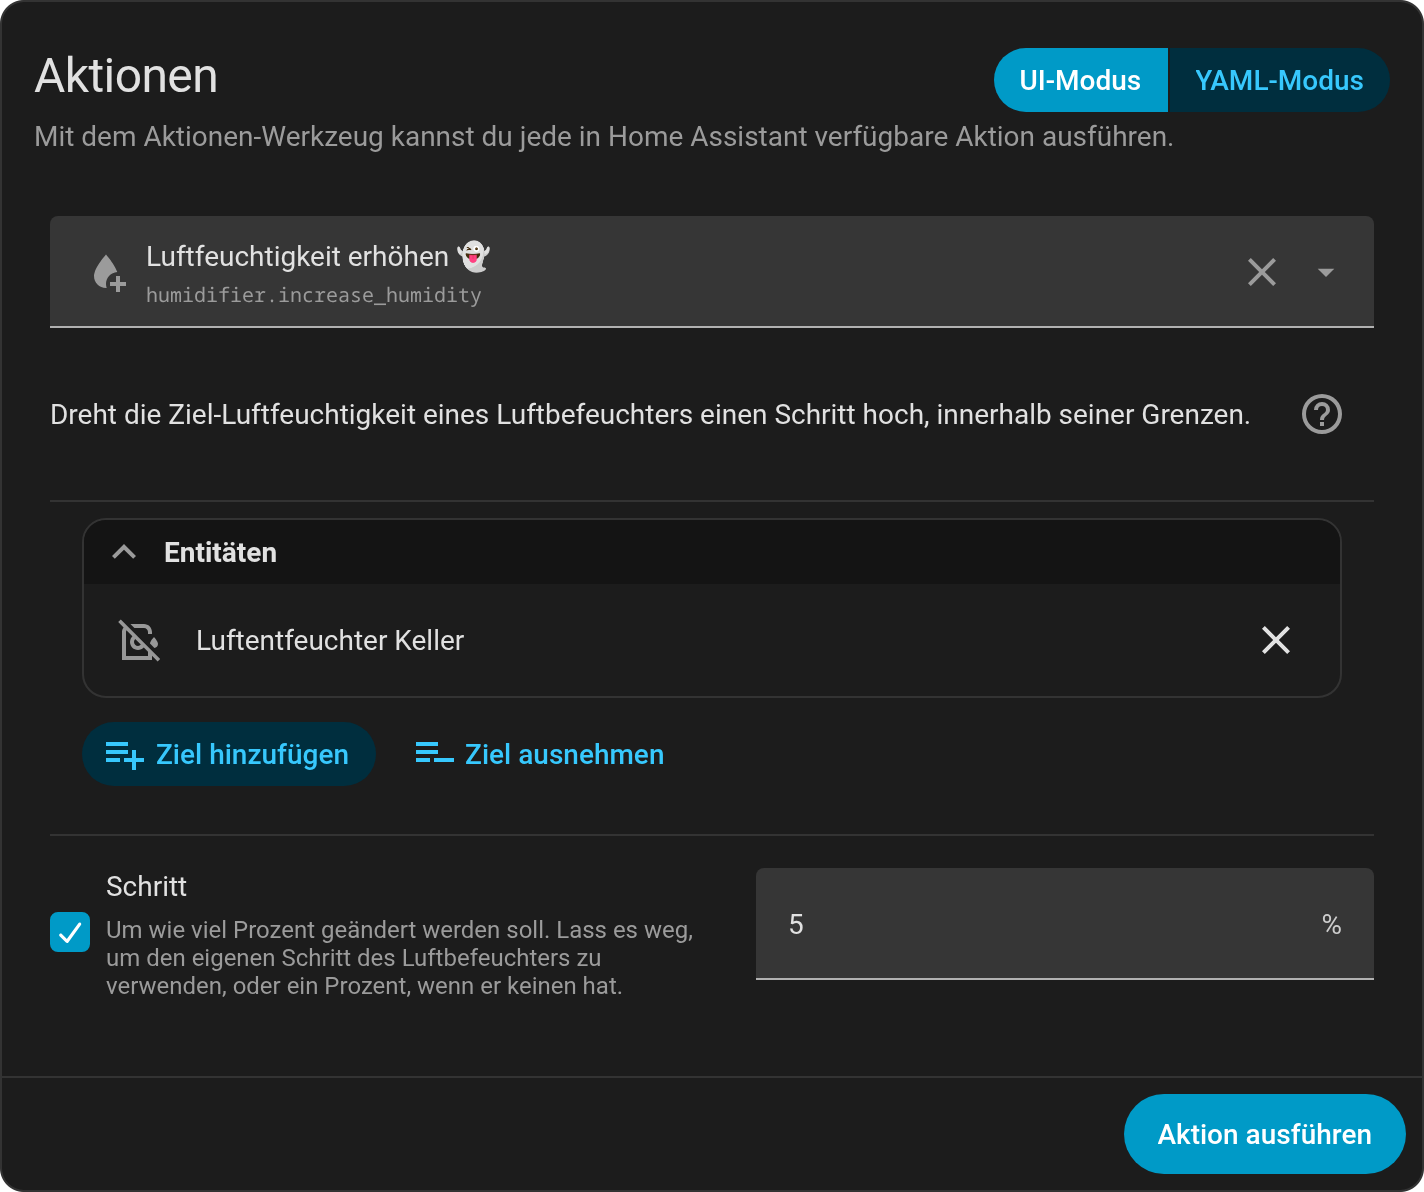 Aktionen
UI-Modus
YAML-Modus
Mit dem Aktionen-Werkzeug kannst du jede in Home Assistant verfügbare Aktion ausführen.
Luftfeuchtigkeit erhöhen 👻
humidifier.increase_humidity
Dreht die Ziel-Luftfeuchtigkeit eines Luftbefeuchters einen Schritt hoch, innerhalb seiner Grenzen.
Entitäten
Luftentfeuchter Keller
Ziel hinzufügen
Ziel ausnehmen
Schritt
Um wie viel Prozent geändert werden soll. Lass es weg,
um den eigenen Schritt des Luftbefeuchters zu
verwenden, oder ein Prozent, wenn er keinen hat.
5 %
Aktion ausführen